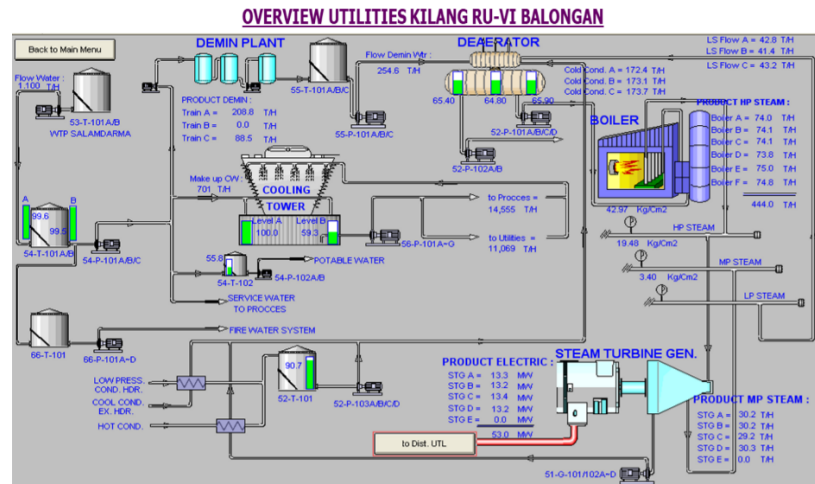 OVERVIEW UTILITIES KILANG RU-VI BALONGAN
Back to Main Menu
DEMIN PLANT
DEAERATOR
LS Flow A = 42.8 T/H
LS Flow B = 41.4 T/H
LS Flow C = 43.2 T/H
Flow Water :
1,100 T/H
53-T-101A/B
WTP SALAMDARMA
55-T-101A/B/C
Flow Demin Wtr :
254.6 T/H
55-P-101A/B/C
65.40
64.80
65.90
Cold Cond. A = 172.4 T/H
Cold Cond. B = 173.1 T/H
Cold Cond. C = 173.7 T/H
52-P-101A/B/C/D
52-P-102A/B
PRODUCT DEMIN :
Train A = 208.8 T/H
Train B = 0.0 T/H
Train C = 88.5 T/H
BOILER
PRODUCT HP STEAM :
Boiler A = 74.0 T/H
Boiler B = 74.1 T/H
Boiler C = 74.1 T/H
Boiler D = 73.8 T/H
Boiler E = 75.0 T/H
Boiler F = 74.8 T/H
444.0 T/H
42.97 Kg/Cm2
HP STEAM
19.48 Kg/Cm2
MP STEAM
3.40 Kg/Cm2
LP STEAM
Make up CW :
701 T/H
COOLING
TOWER
Level A
100.0
Level B
59.3
56-P-101A~G
to Procces =
14,555 T/H
to Utilities =
11,069 T/H
A
B
99.6
99.5
54-T-101A/B
54-P-101A/B/C
55.8
54-T-102
54-P-102A/B
POTABLE WATER
SERVICE WATER
TO PROCCES
66-T-101
66-P-101A~D
FIRE WATER SYSTEM
LOW PRESS.
COND. HDR.
COOL COND.
EX. HDR.
HOT COND.
90.7
52-T-101
52-P-103A/B/C/D
PRODUCT ELECTRIC :
STG A = 13.3 MW
STG B = 13.2 MW
STG C = 13.4 MW
STG D = 13.2 MW
STG E = 0.0 MW
53.0 MW
to Dist. UTL
STEAM TURBINE GEN.
PRODUCT MP STEAM :
STG A = 30.2 T/H
STG B = 30.2 T/H
STG C = 29.2 T/H
STG D = 30.3 T/H
STG E = 0.0 T/H
51-G-101/102A~D